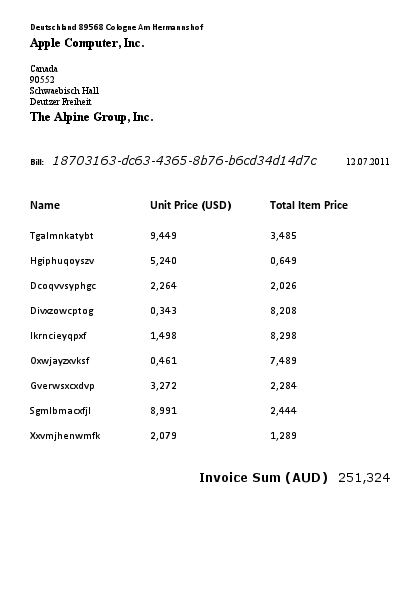 Deutschland 89568 Cologne Am Hermannshof
Apple Computer, Inc.
Canada
90552
Schwaebisch Hall
Deutzer Freiheit
The Alpine Group, Inc.
Bill: 18703163-dc63-4365-8b76-b6cd34d14d7c 12.07.2011
Name Unit Price (USD) Total Item Price
Tgalmnkatybt 9,449 3,485
Hgiphuqoyszv 5,240 0,649
Dcoqvvsyphgc 2,264 2,026
Divxzowcptog 0,343 8,208
Ikrncieyqpxf 1,498 8,298
Oxwjayzxvksf 0,461 7,489
Gverwsxcxdvp 3,272 2,284
Sgmlbmacxfjl 8,991 2,444
Xxvmjhenwmfk 2,079 1,289
Invoice Sum (AUD) 251,324